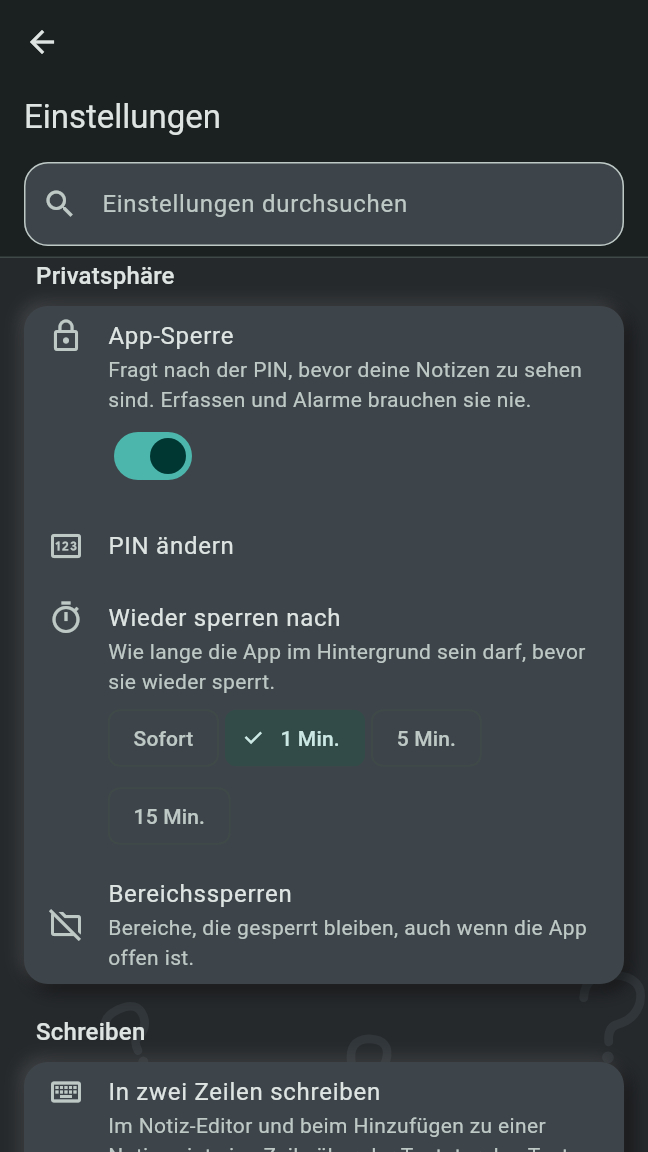 Einstellungen
Einstellungen durchsuchen
Privatsphäre
App-Sperre
Fragt nach der PIN, bevor deine Notizen zu sehen
sind. Erfassen und Alarme brauchen sie nie.
123
PIN ändern
Wieder sperren nach
Wie lange die App im Hintergrund sein darf, bevor
sie wieder sperrt.
Sofort
1 Min.
5 Min.
15 Min.
Bereichssperren
Bereiche, die gesperrt bleiben, auch wenn die App
offen ist.
Schreiben
In zwei Zeilen schreiben
Im Notiz-Editor und beim Hinzufügen zu einer